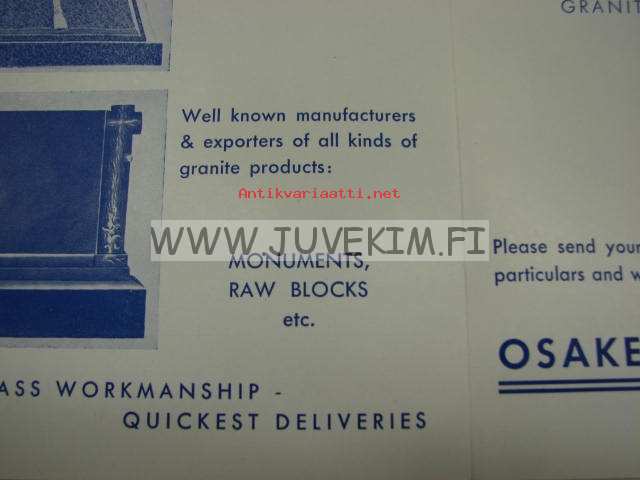 GRANIT
Well known manufacturers
& exporters of all kinds of
granite products:
Antikvariaatti.net
WWW.JUVEKIM.FI
MONUMENTS,
RAW BLOCKS
etc.
ASS WORKMANSHIP -
QUICKEST DELIVERIES
Please send your
particulars and w
OSAKE